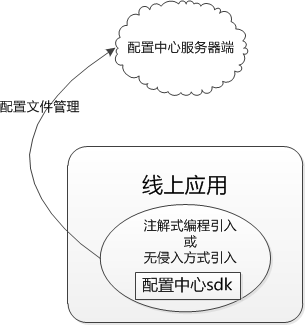 配置中心服务器端
配置文件管理
线上应用
注解式编程引入
或
无侵入方式引入
配置中心sdk